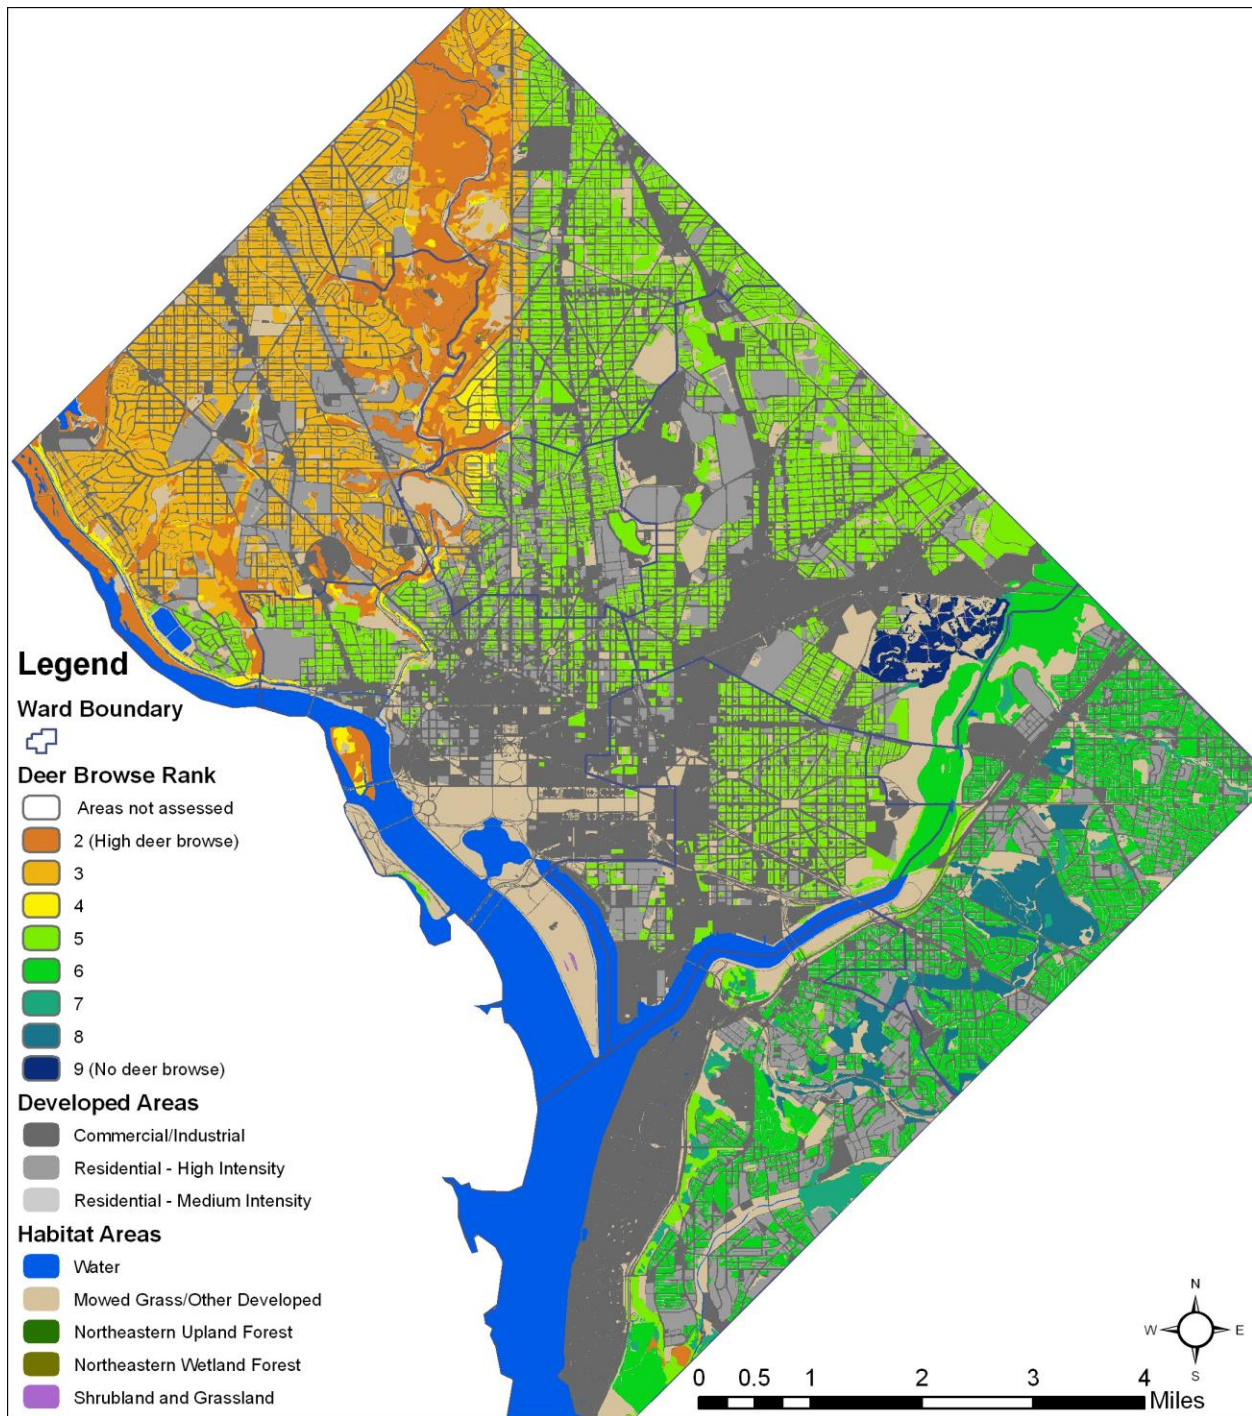 Legend
Ward Boundary
Deer Browse Rank
Areas not assessed
2 (High deer browse)
3
4
5
6
7
8
9 (No deer browse)
Developed Areas
Commercial/Industrial
Residential - High Intensity
Residential - Medium Intensity
Habitat Areas
Water
Mowed Grass/Other Developed
Northeastern Upland Forest
Northeastern Wetland Forest
Shrubland and Grassland
N
W E
S
0 0.5 1 2 3 4
Miles